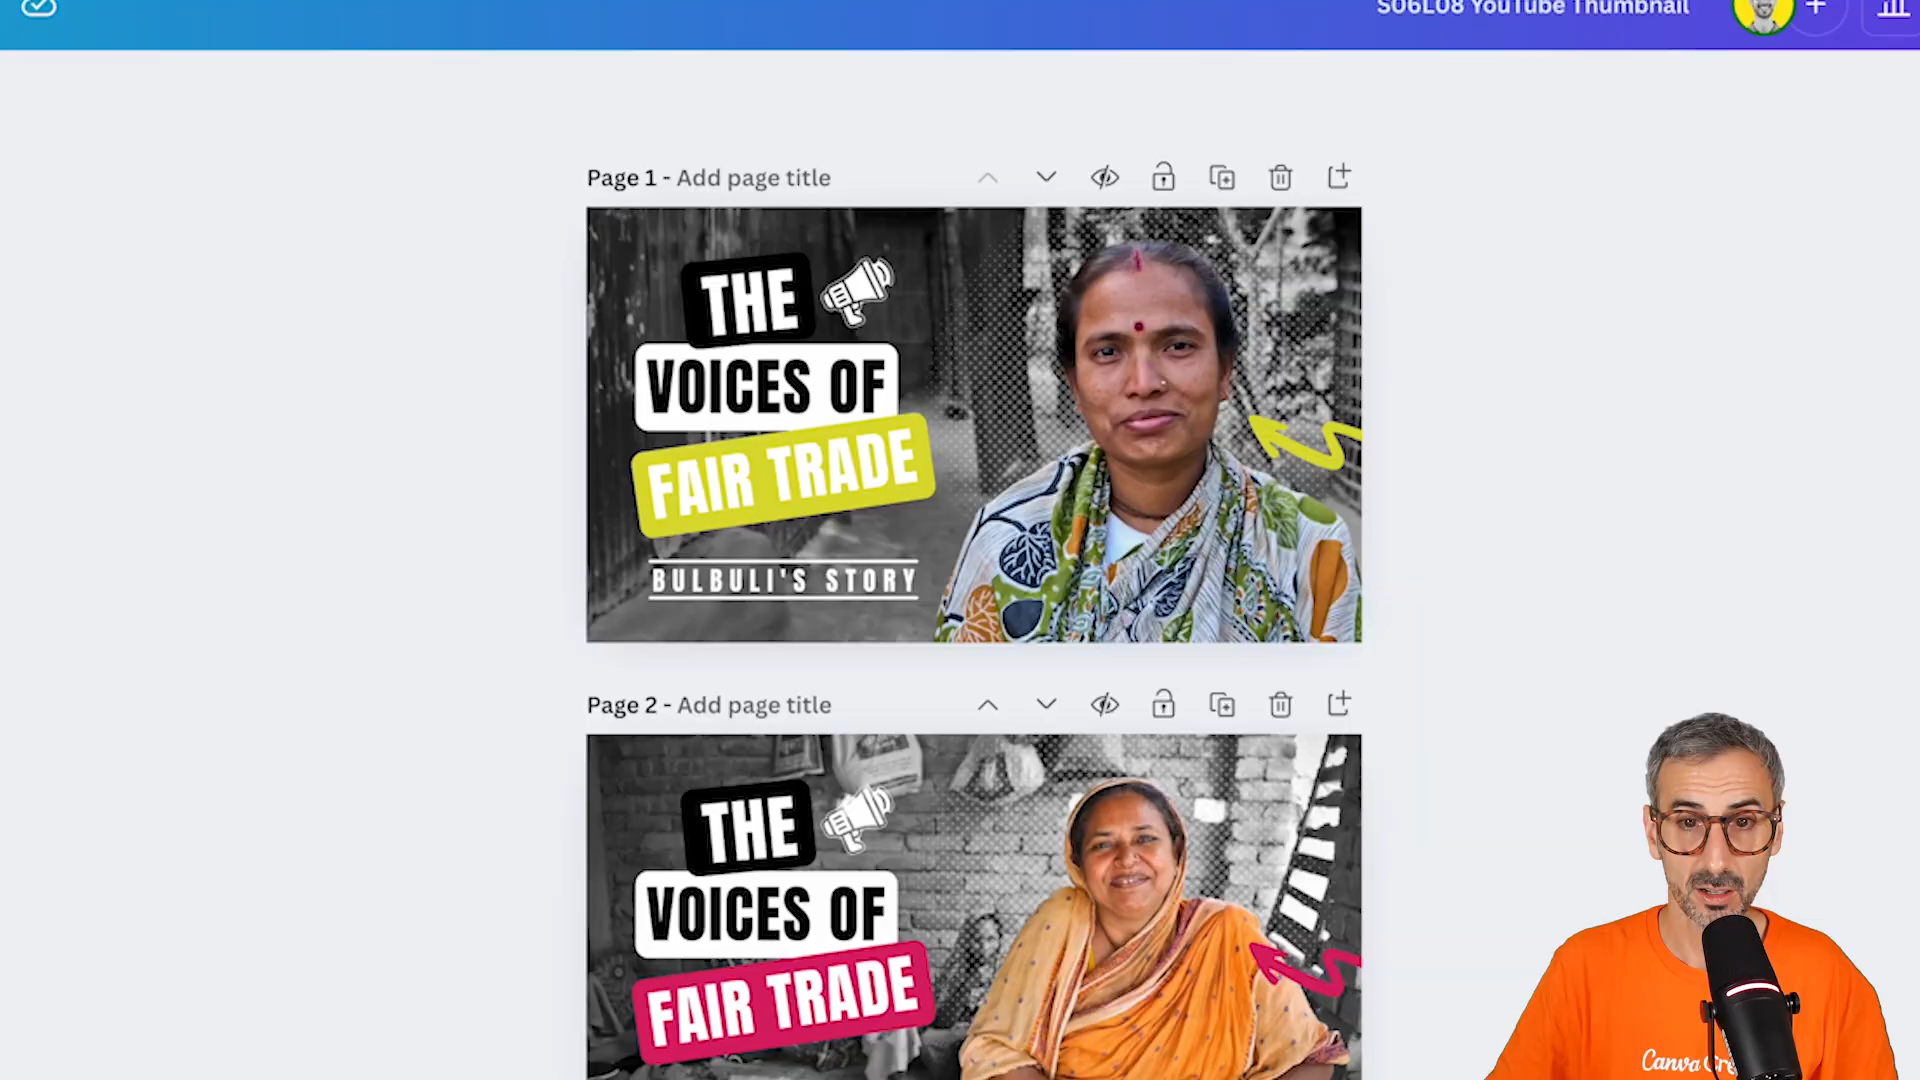 S06L08 YouTube Thumbnail
Page 1 - Add page title
THE
VOICES OF
FAIR TRADE
BULBULI'S STORY
Page 2 - Add page title
THE
VOICES OF
FAIR TRADE
Canva